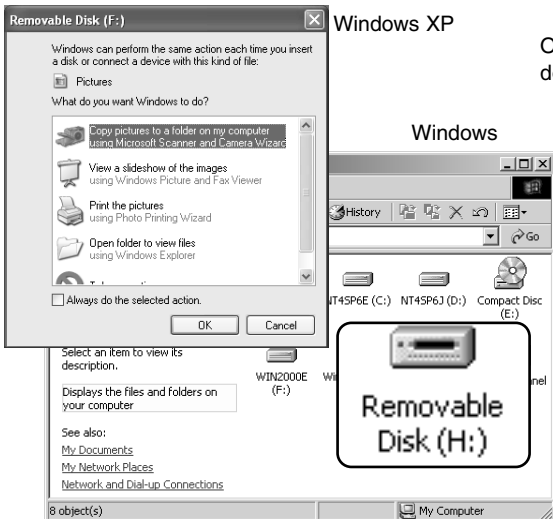 Removable Disk (F:)
Windows can perform the same action each time you insert
a disk or connect a device with this kind of file:
Pictures
What do you want Windows to do?
Copy pictures to a folder on my computer
using Microsoft Scanner and Camera Wizard
View a slideshow of the images
using Windows Picture and Fax Viewer
Print the pictures
using Photo Printing Wizard
Open folder to view files
using Windows Explorer
Always do the selected action.
OK
Cancel
Windows XP
Windows
History
Go
NT4SP6E (C:)
NT4SP6J (D:)
Compact Disc
(E:)
WIN2000E
(F:)
Removable
Disk (H:)
Select an item to view its
description.
Displays the files and folders on
your computer
See also:
My Documents
My Network Places
Network and Dial-up Connections
8 object(s)
My Computer